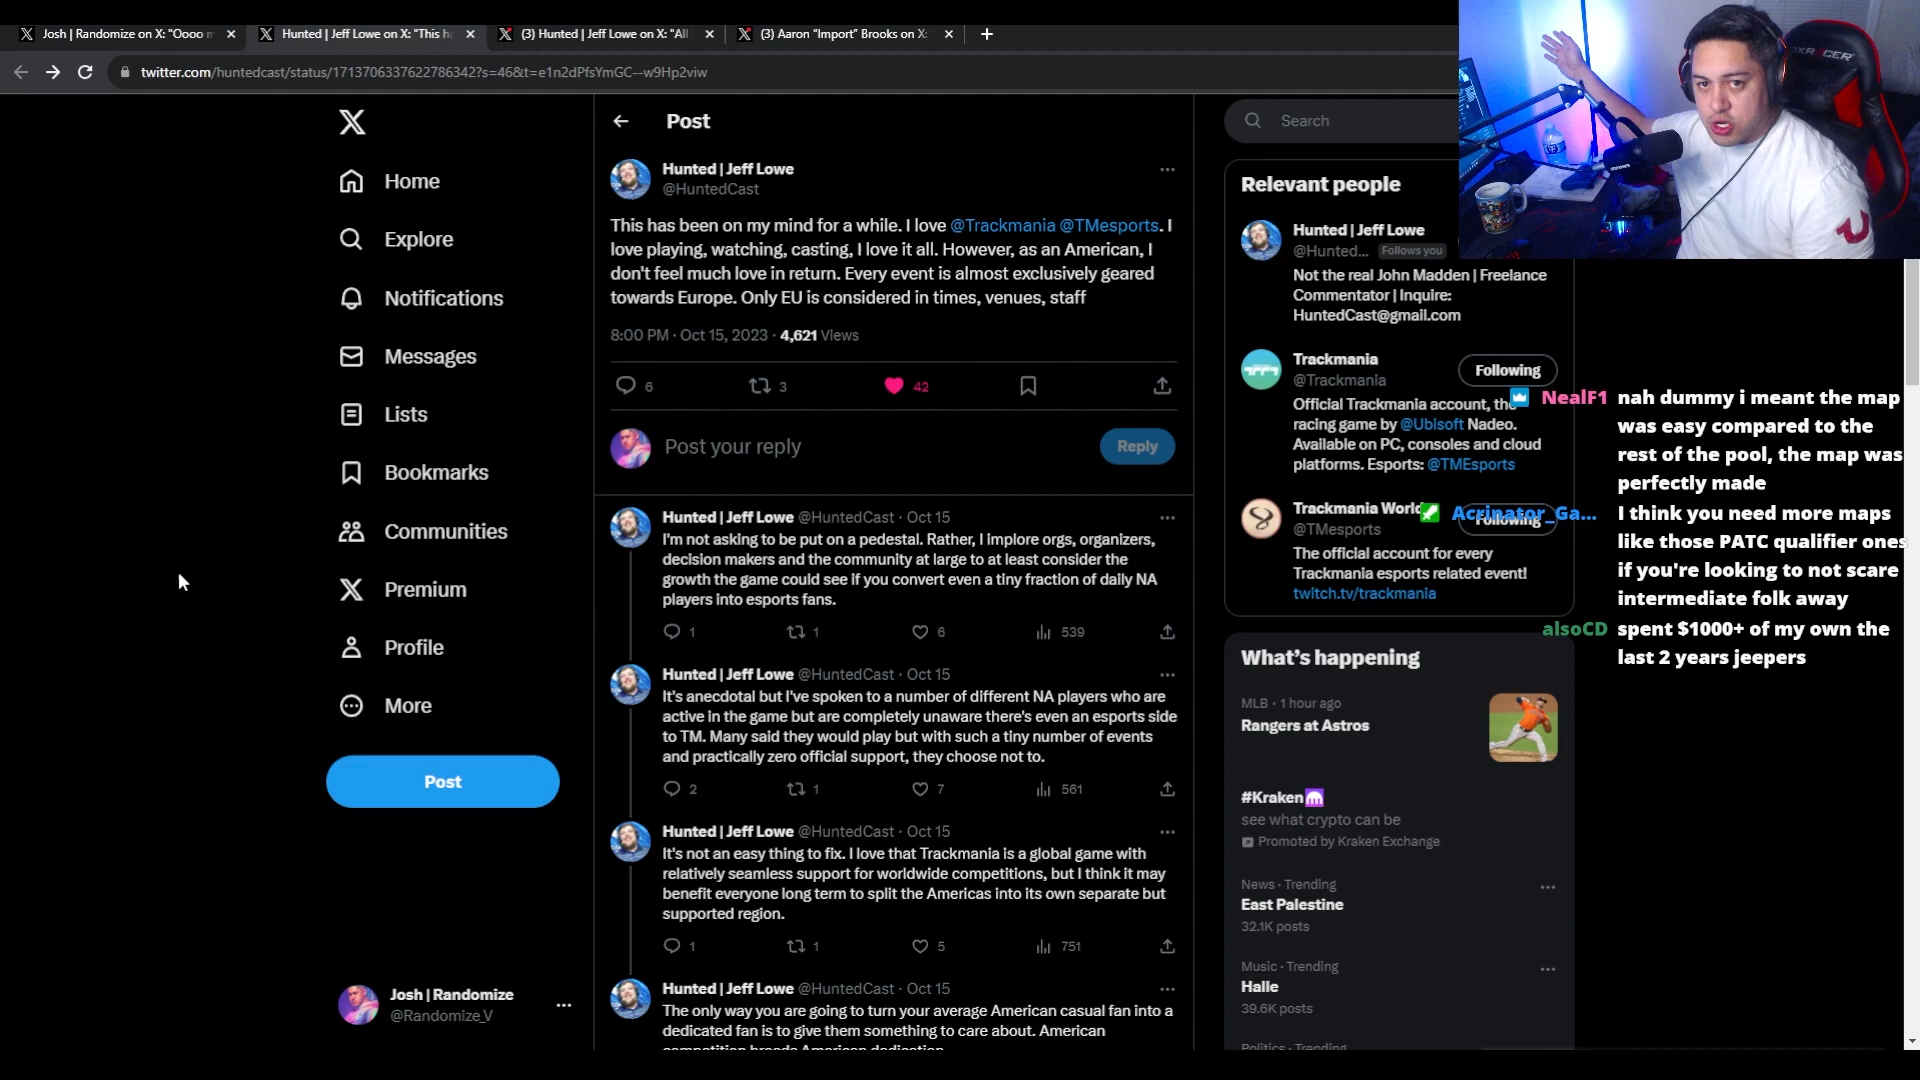 Josh | Randomize on X: "Oooo m
Hunted | Jeff Lowe on X: "This ha
(3) Hunted | Jeff Lowe on X: "All
(3) Aaron "Import" Brooks on X:
twitter.com/huntedcast/status/1713706337622786342?s=46&t=e1n2dPfsYmGC--w9Hp2viw
Home
Explore
Notifications
Messages
Lists
Bookmarks
Communities
Premium
Profile
More
Post
Josh | Randomize
@Randomize_V
Post
Hunted | Jeff Lowe
@HuntedCast
This has been on my mind for a while. I love @Trackmania @TMesports. I
love playing, watching, casting, I love it all. However, as an American, I
don't feel much love in return. Every event is almost exclusively geared
towards Europe. Only EU is considered in times, venues, staff
8:00 PM · Oct 15, 2023 · 4,621 Views
6 3 42
Post your reply
Reply
Hunted | Jeff Lowe @HuntedCast · Oct 15
I'm not asking to be put on a pedestal. Rather, I implore orgs, organizers,
decision makers and the community at large to at least consider the
growth the game could see if you convert even a tiny fraction of daily NA
players into esports fans.
1 1 6 539
Hunted | Jeff Lowe @HuntedCast · Oct 15
It's anecdotal but I've spoken to a number of different NA players who are
active in the game but are completely unaware there's even an esports side
to TM. Many said they would play but with such a tiny number of events
and practically zero official support, they choose not to.
2 1 7 561
Hunted | Jeff Lowe @HuntedCast · Oct 15
It's not an easy thing to fix. I love that Trackmania is a global game with
relatively seamless support for worldwide competitions, but I think it may
benefit everyone long term to split the Americas into its own separate but
supported region.
1 1 5 751
Hunted | Jeff Lowe @HuntedCast · Oct 15
The only way you are going to turn your average American casual fan into a
dedicated fan is to give them something to care about. American
competition breeds American dedication
Search
Relevant people
Hunted | Jeff Lowe
@Hunted... Follows you
Not the real John Madden | Freelance
Commentator | Inquire:
HuntedCast@gmail.com
Trackmania
@Trackmania
Following
Official Trackmania account, the
racing game by @Ubisoft Nadeo.
Available on PC, consoles and cloud
platforms. Esports: @TMEsports
Trackmania World
@TMesports
Following
The official account for every
Trackmania esports related event!
twitch.tv/trackmania
What's happening
MLB · 1 hour ago
Rangers at Astros
#Kraken
see what crypto can be
Promoted by Kraken Exchange
News · Trending
East Palestine
32.1K posts
Music · Trending
Halle
39.6K posts
Politics · Trending
NealF1 nah dummy i meant the map
was easy compared to the
rest of the pool, the map was
perfectly made
Acrinator_Ga... I think you need more maps
like those PATC qualifier ones
if you're looking to not scare
intermediate folk away
alsoCD spent $1000+ of my own the
last 2 years jeepers